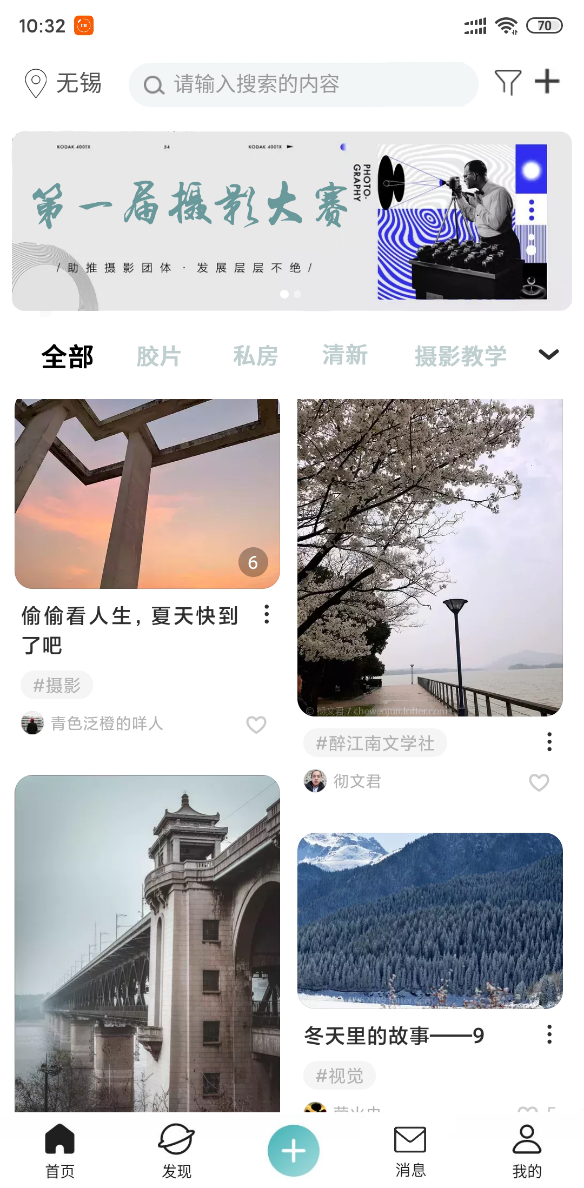 10:32
70
无锡
请输入搜索的内容
KODAK 400TX
34
KODAK 400TX
PHOTO-
GRAPHY
第一届摄影大赛
/助推摄影团体 · 发展层层不绝/
全部
胶片
私房
清新
摄影教学
6
偷偷看人生，夏天快到
了吧
#摄影
青色泛橙的咩人
#醉江南文学社
彻文君
冬天里的故事——9
#视觉
首页
发现
消息
我的